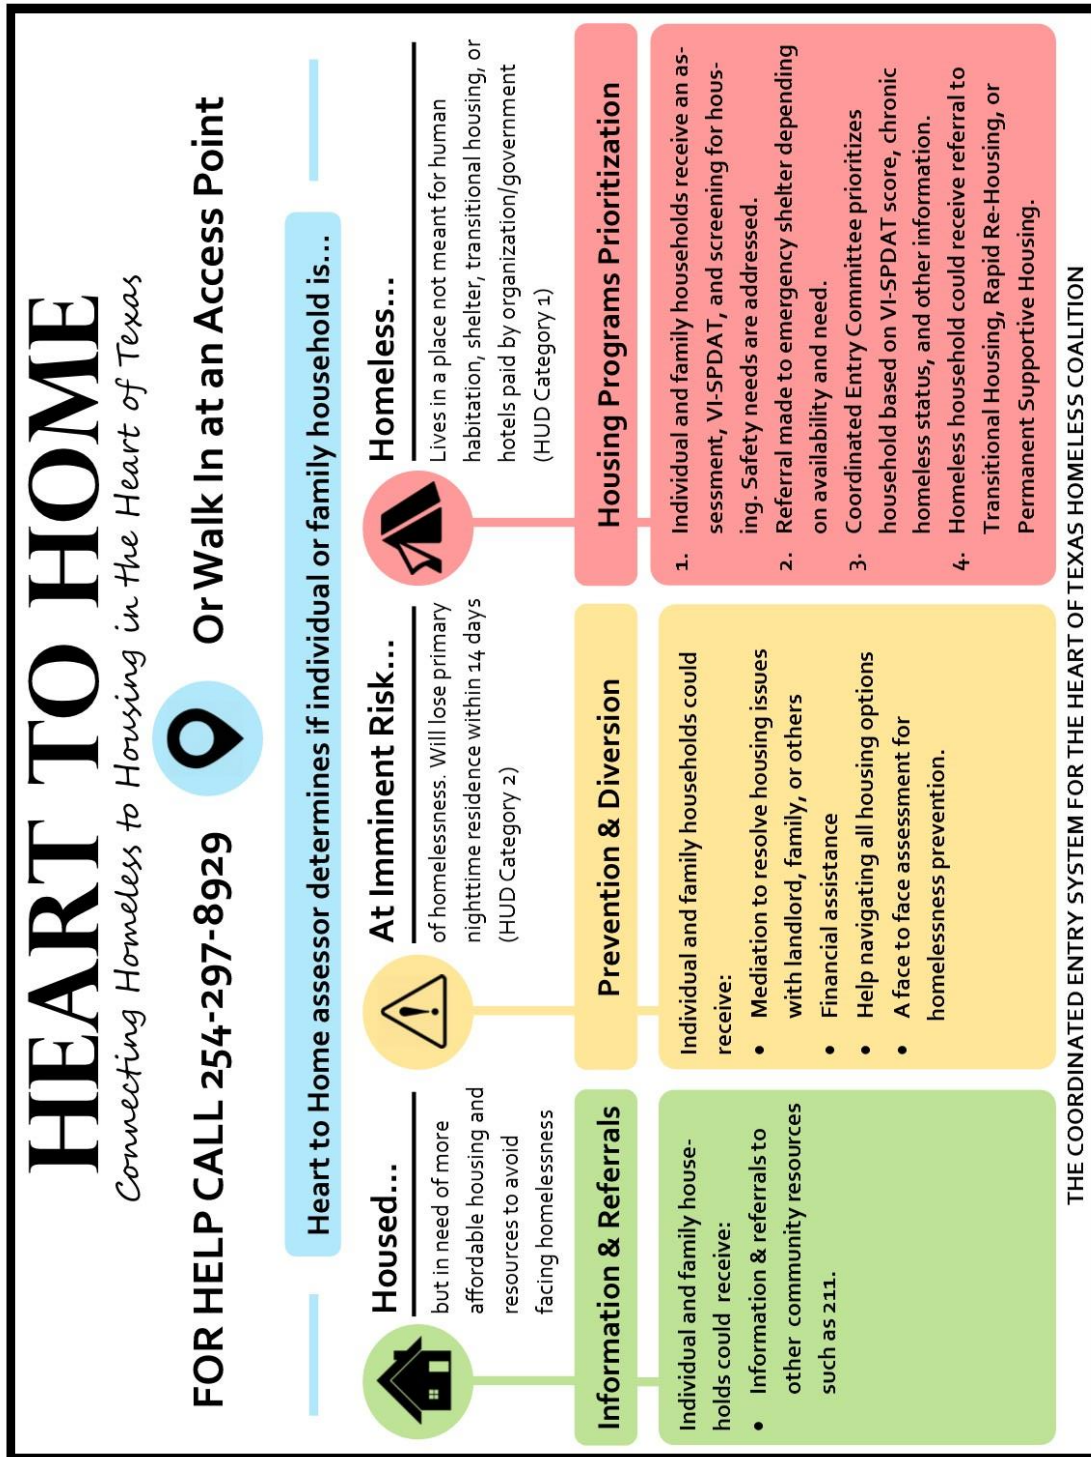 HEART TO HOME
Connecting Homeless to Housing in the Heart of Texas
FOR HELP CALL 254-297-8929
Or Walk In at an Access Point
Heart to Home assessor determines if individual or family household is...
Housed...
but in need of more
affordable housing and
resources to avoid
facing homelessness
Information & Referrals
Individual and family house-
holds could receive:
• Information & referrals to
other community resources
such as 211.
At Imminent Risk...
of homelessness. Will lose primary
nighttime residence within 14 days
(HUD Category 2)
Prevention & Diversion
Individual and family households could
receive:
• Mediation to resolve housing issues
with landlord, family, or others
• Financial assistance
• Help navigating all housing options
• A face to face assessment for
homelessness prevention.
Homeless...
Lives in a place not meant for human
habitation, shelter, transitional housing, or
hotels paid by organization/government
(HUD Category 1)
Housing Programs Prioritization
1. Individual and family households receive an as-
sessment, VI-SPDAT, and screening for hous-
ing. Safety needs are addressed.
2. Referral made to emergency shelter depending
on availability and need.
3. Coordinated Entry Committee prioritizes
household based on VI-SPDAT score, chronic
homeless status, and other information.
4. Homeless household could receive referral to
Transitional Housing, Rapid Re-Housing, or
Permanent Supportive Housing.
THE COORDINATED ENTRY SYSTEM FOR THE HEART OF TEXAS HOMELESS COALITION